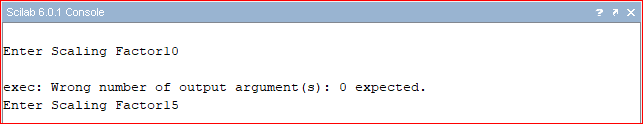 Scilab 6.0.1 Console
Enter Scaling Factor10
exec: Wrong number of output argument(s): 0 expected.
Enter Scaling Factor15